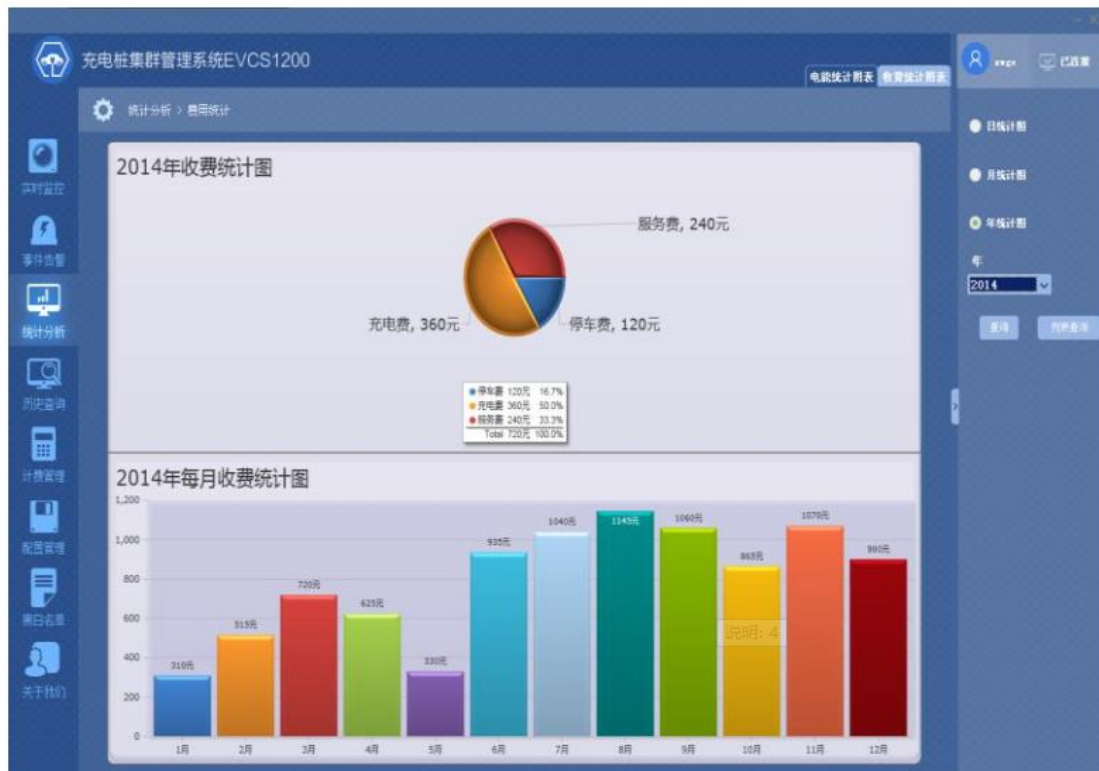 充电桩集群管理系统EVCS1200
电能统计图表 收费统计图表
已连接
统计分析 > 费用统计
实时监控
事件告警
统计分析
历史查询
计费管理
配置管理
黑白名单
关于我们
2014年收费统计图
服务费, 240元
充电费, 360元
停车费, 120元
停车费 120元 16.7%
充电费 360元 50.0%
服务费 240元 33.3%
Total 720元 100.0%
2014年每月收费统计图
1,200
1,000
800
600
400
200
0
310元
515元
720元
625元
330元
935元
1040元
1145元
1060元
865元
1070元
900元
说明: 4
1月 2月 3月 4月 5月 6月 7月 8月 9月 10月 11月 12月
日统计图
月统计图
年统计图
年
2014
查询